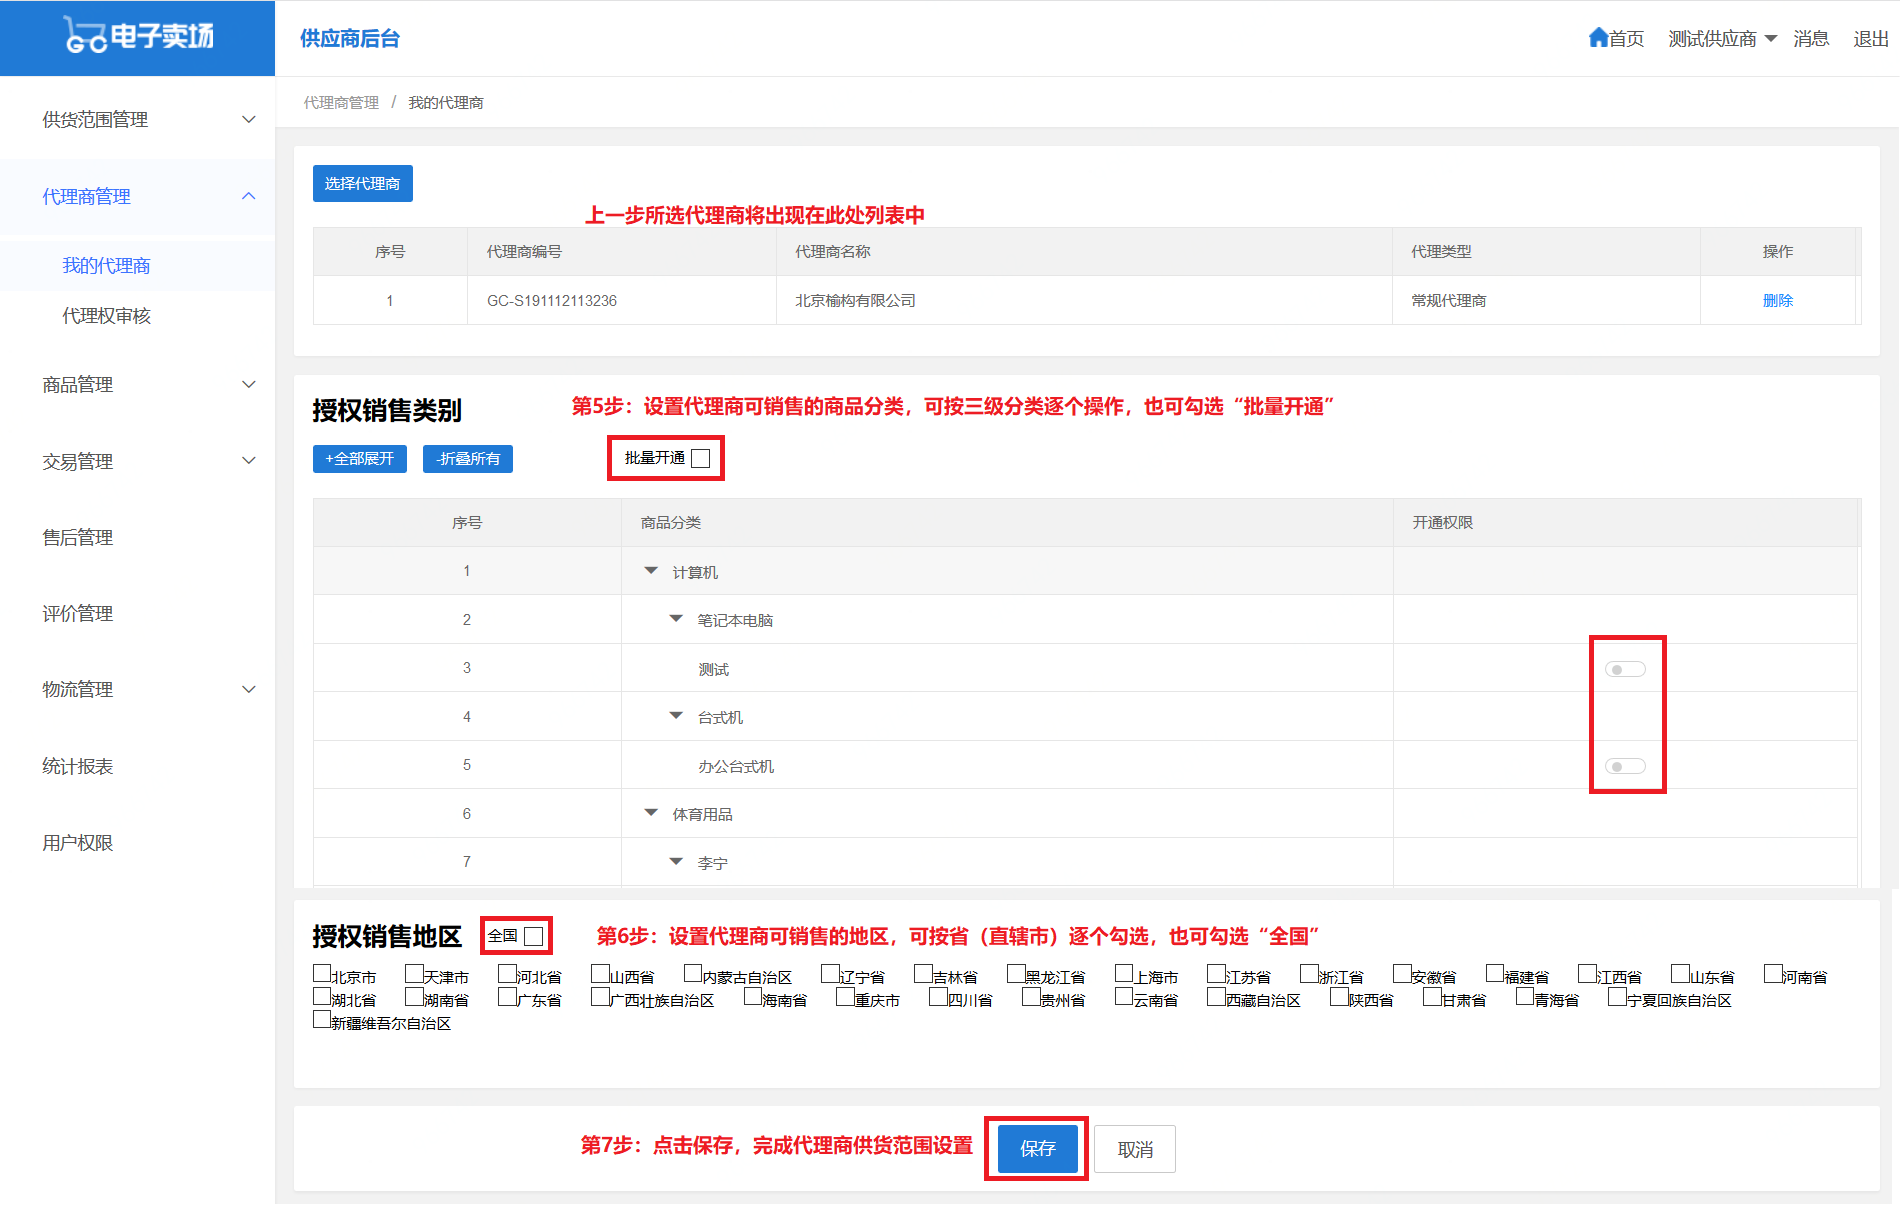 GC电子卖场
供应商后台
首页 测试供应商 消息 退出
代理商管理 / 我的代理商
供货范围管理
代理商管理
我的代理商
代理权审核
商品管理
交易管理
售后管理
评价管理
物流管理
统计报表
用户权限
选择代理商
上一步所选代理商将出现在此处列表中
序号 代理商编号 代理商名称 代理类型 操作
1 GC-S191112113236 北京榆构有限公司 常规代理商 删除
授权销售类别 第5步：设置代理商可销售的商品分类，可按三级分类逐个操作，也可勾选“批量开通”
+全部展开 -折叠所有 批量开通
序号 商品分类 开通权限
1 计算机
2 笔记本电脑
3 测试
4 台式机
5 办公台式机
6 体育用品
7 李宁
授权销售地区 全国 第6步：设置代理商可销售的地区，可按省（直辖市）逐个勾选，也可勾选“全国”
北京市 天津市 河北省 山西省 内蒙古自治区 辽宁省 吉林省 黑龙江省 上海市 江苏省 浙江省 安徽省 福建省 江西省 山东省 河南省
湖北省 湖南省 广东省 广西壮族自治区 海南省 重庆市 四川省 贵州省 云南省 西藏自治区 陕西省 甘肃省 青海省 宁夏回族自治区
新疆维吾尔自治区
第7步：点击保存，完成代理商供货范围设置 保存 取消